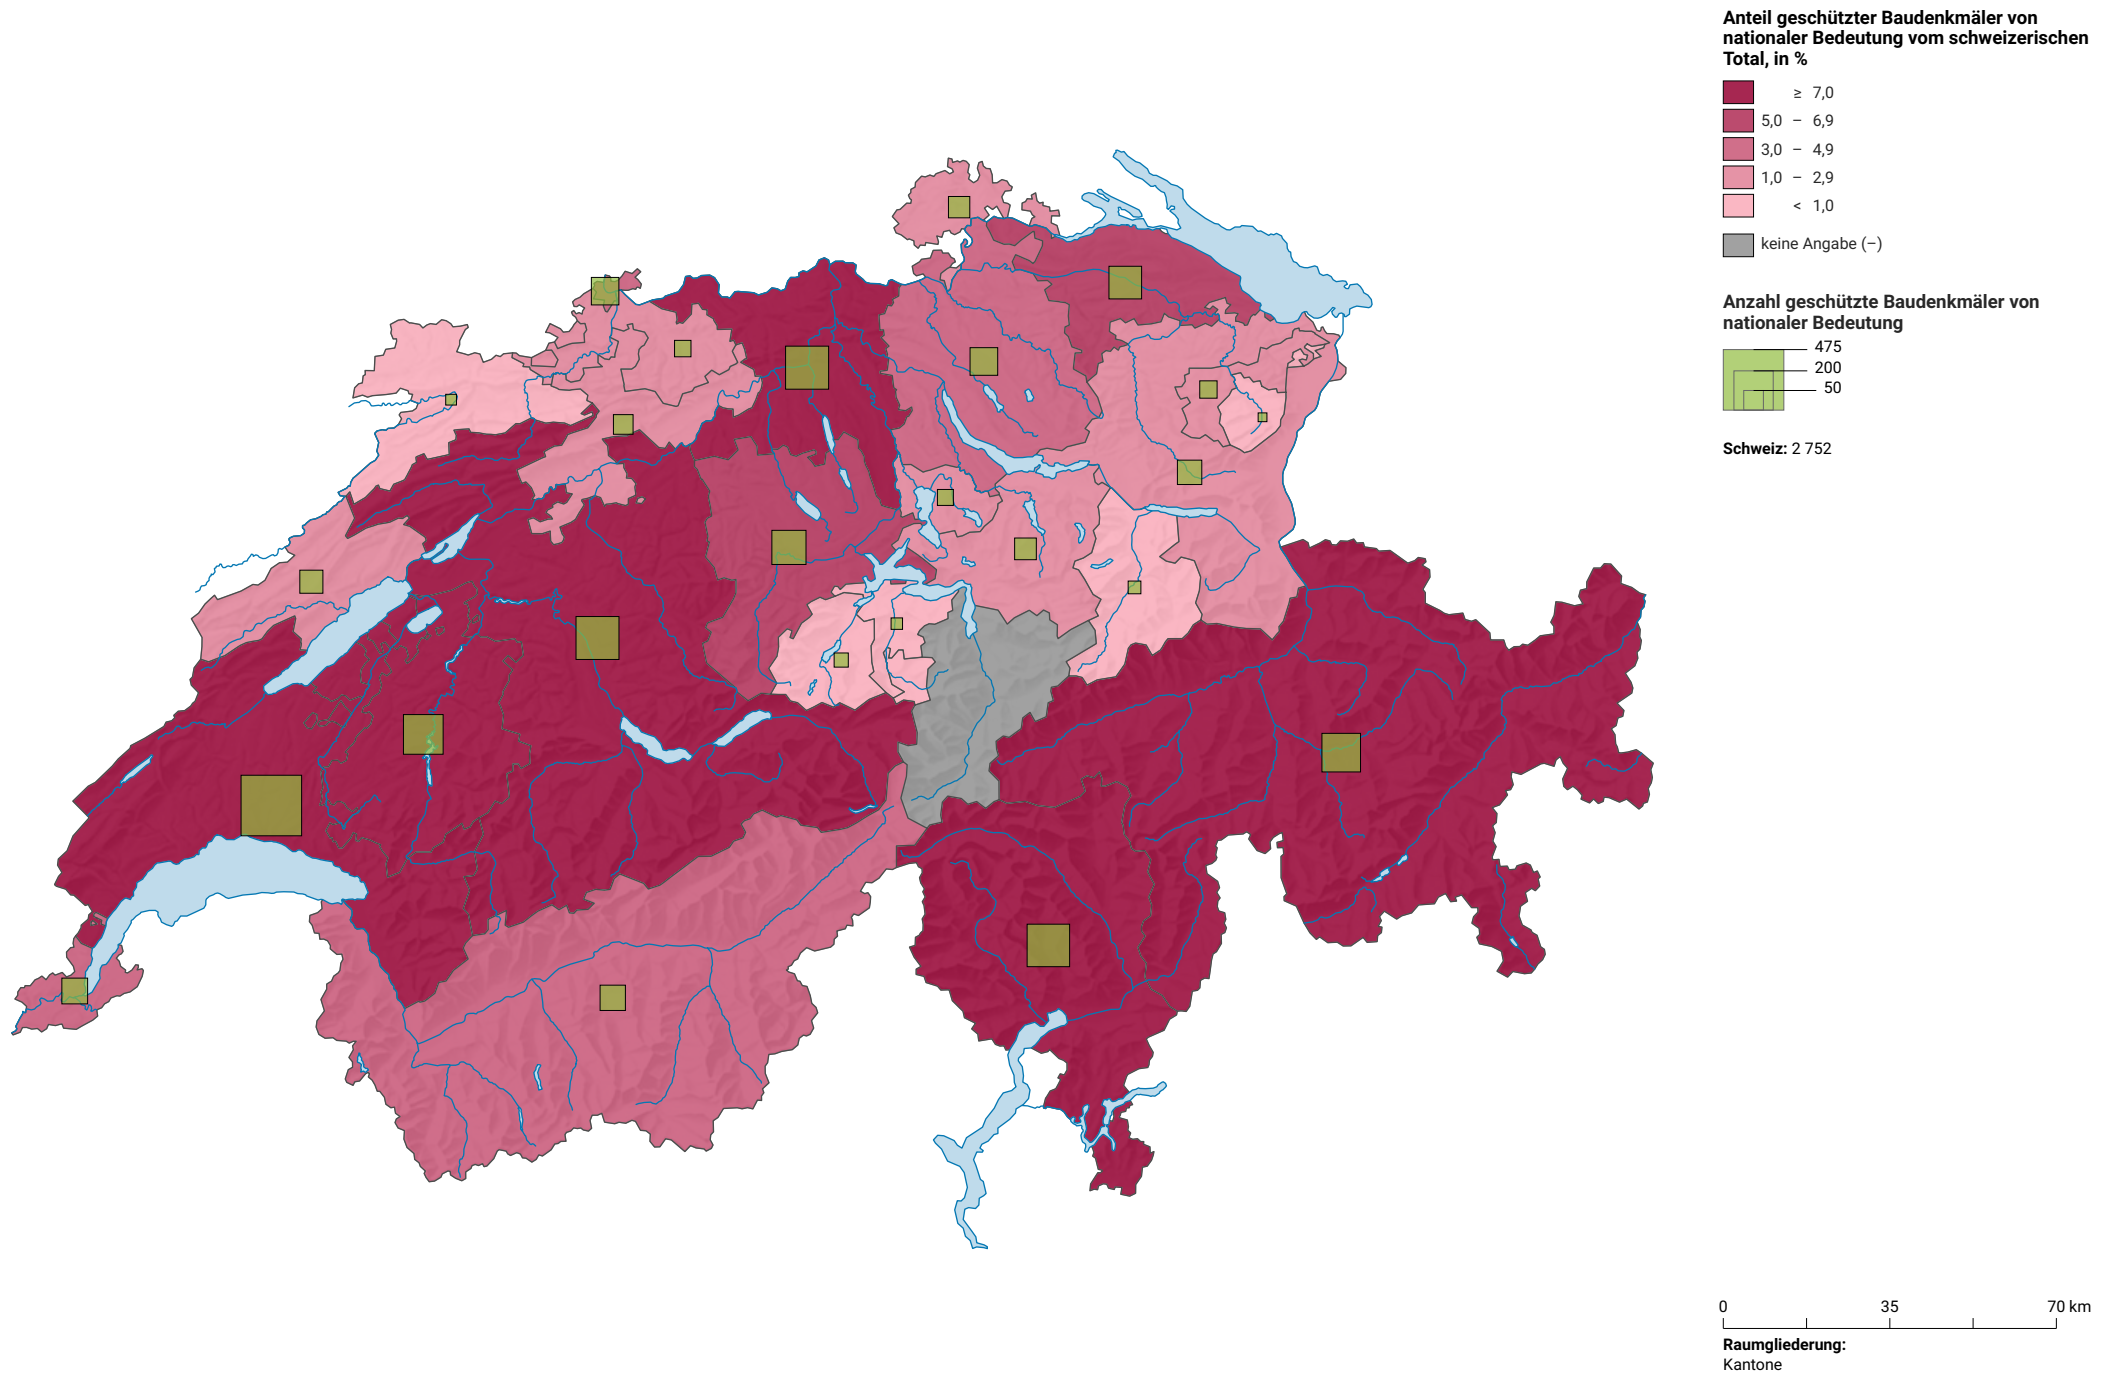 Anteil geschützter Baudenkmäler von
nationaler Bedeutung vom schweizerischen
Total, in %
≥ 7,0
5,0 – 6,9
3,0 – 4,9
1,0 – 2,9
< 1,0
keine Angabe (–)
Anzahl geschützte Baudenkmäler von
nationaler Bedeutung
475
200
50
Schweiz: 2 752
0 35 70 km
Raumgliederung:
Kantone